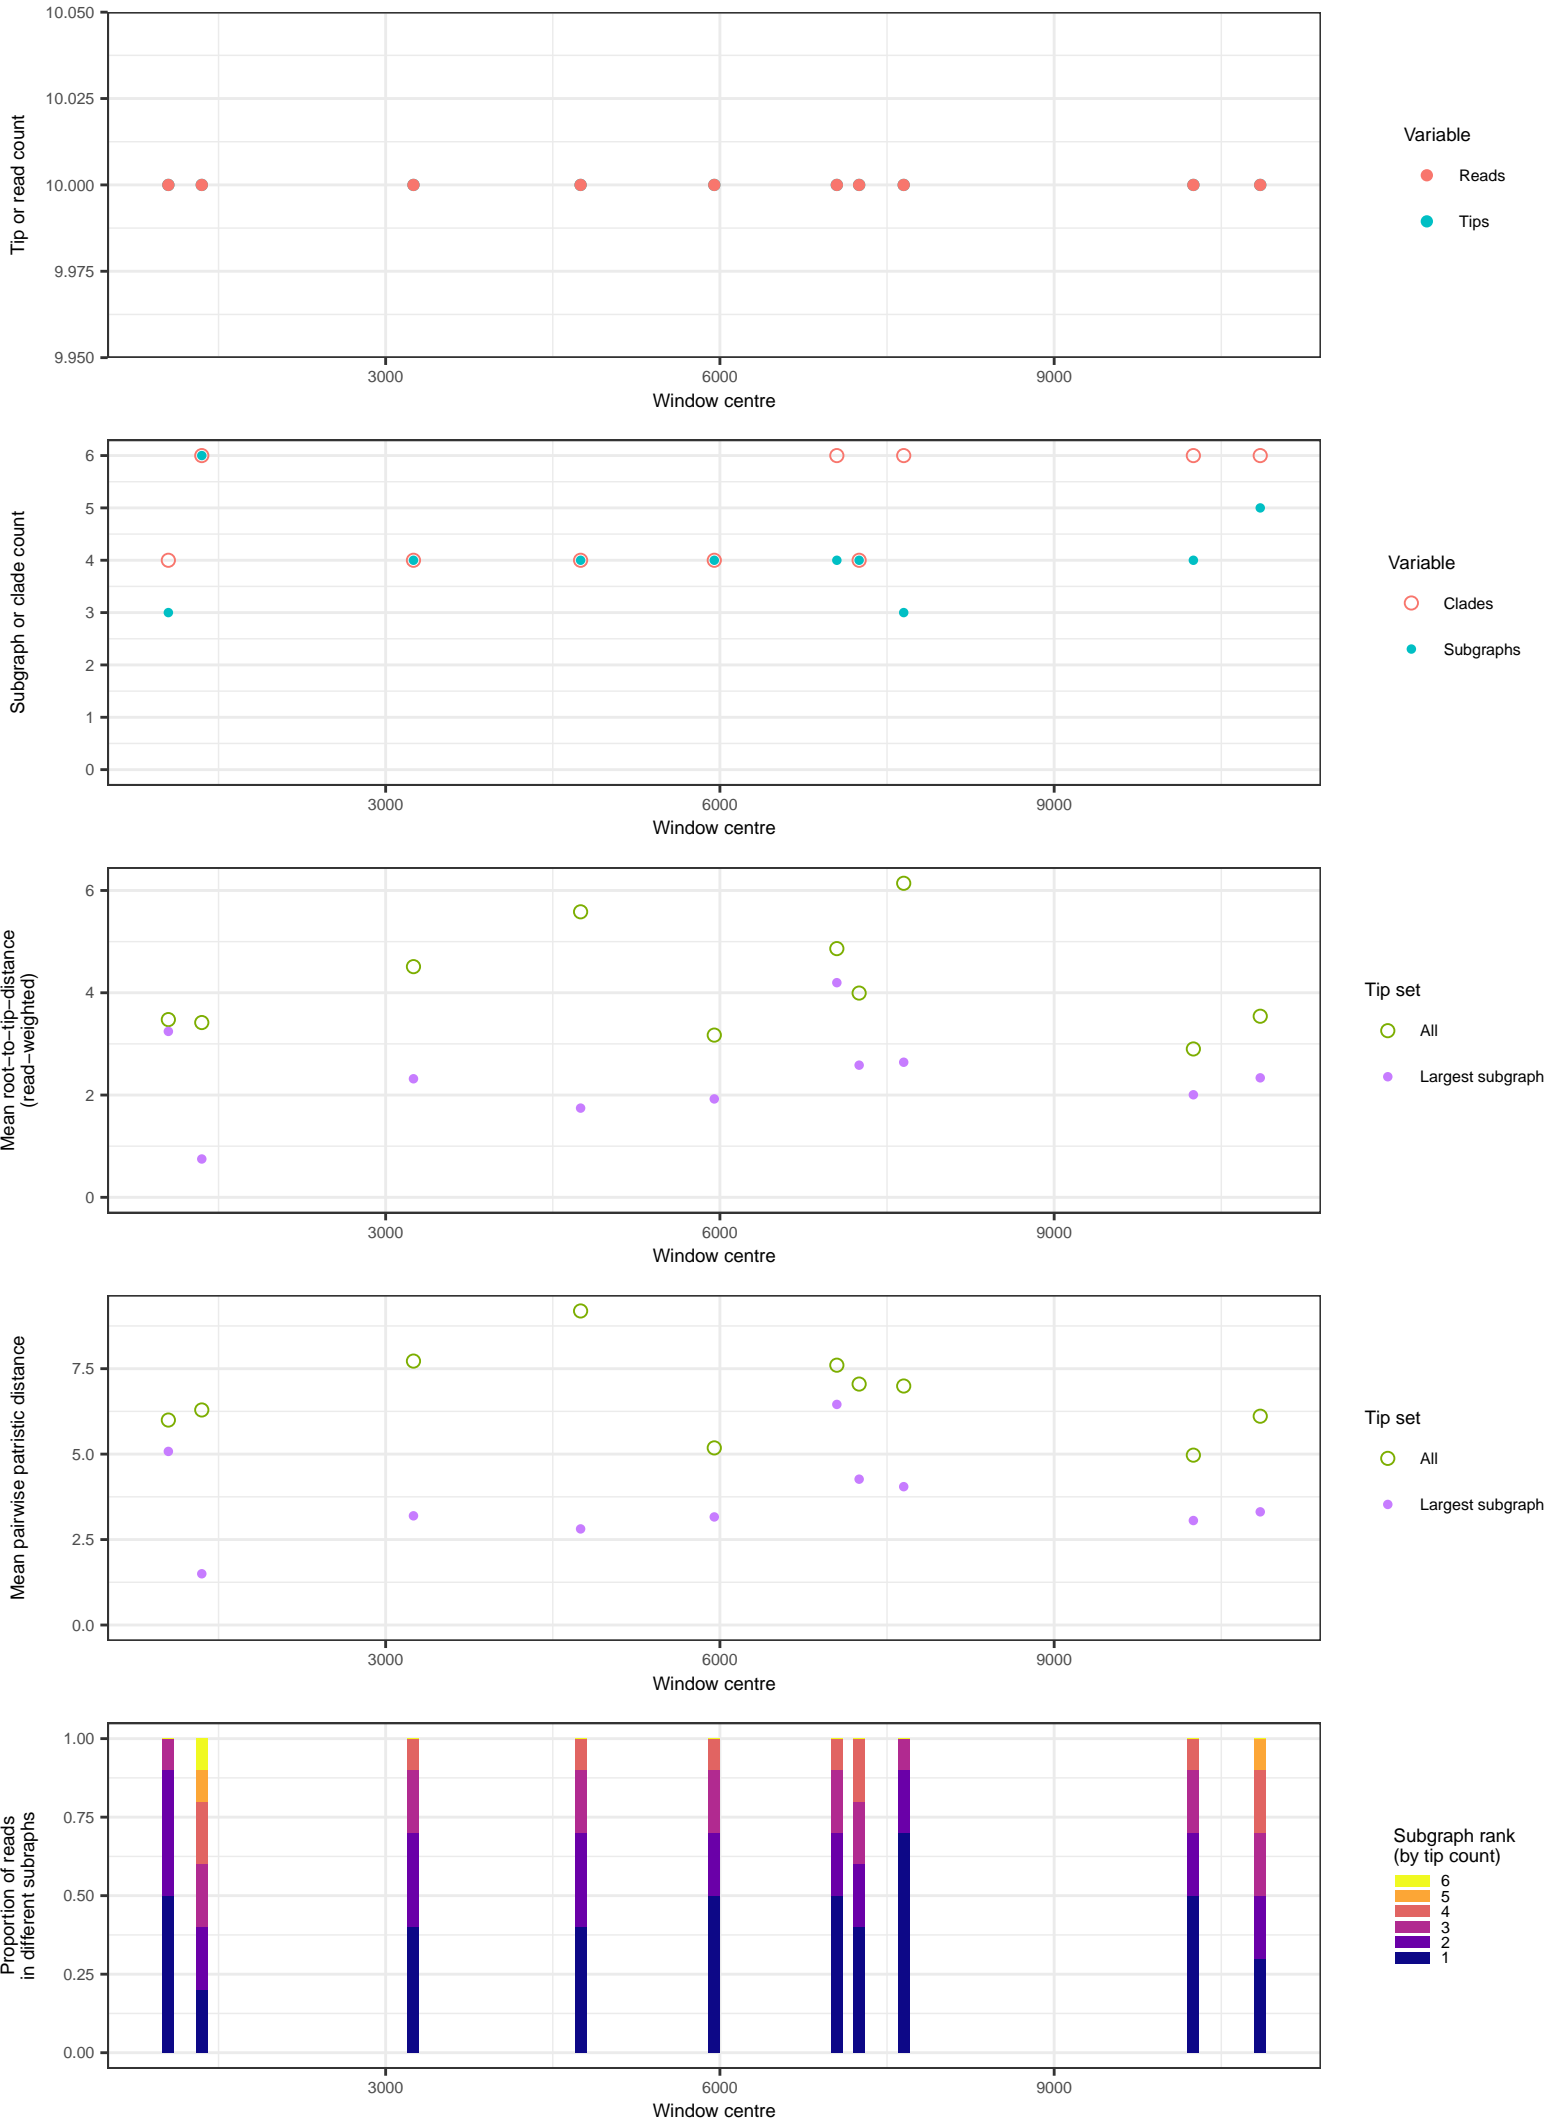 10.050
10.025
10.000
9.975
9.950
Tip or read count
3000 6000 9000
Window centre
Variable
Reads
Tips
6
5
4
3
2
1
0
Subgraph or clade count
3000 6000 9000
Window centre
Variable
Clades
Subgraphs
6
4
2
0
Mean root−to−tip−distance
(read−weighted)
3000 6000 9000
Window centre
Tip set
All
Largest subgraph
7.5
5.0
2.5
0.0
Mean pairwise patristic distance
3000 6000 9000
Window centre
Tip set
All
Largest subgraph
1.00
0.75
0.50
0.25
0.00
Proportion of reads
in different subraphs
3000 6000 9000
Window centre
Subgraph rank
(by tip count)
6
5
4
3
2
1